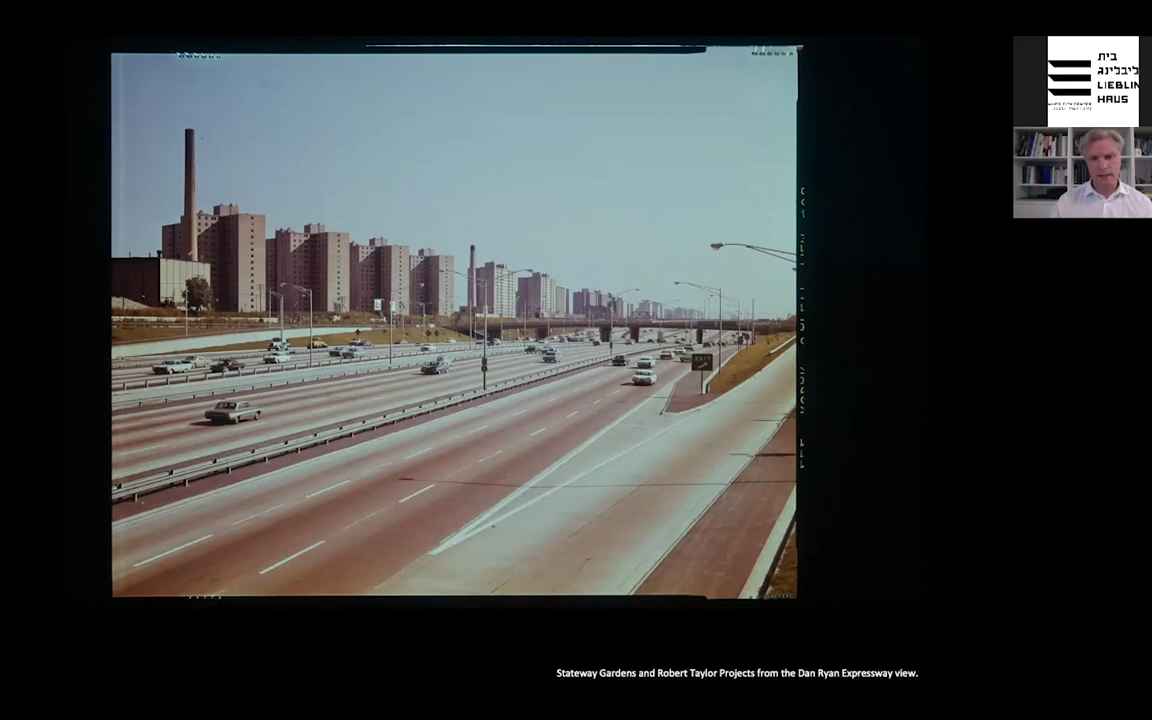 בית
ליבלינג
LIEBLIN
HAUS
EXIT
Stateway Gardens and Robert Taylor Projects from the Dan Ryan Expressway view.